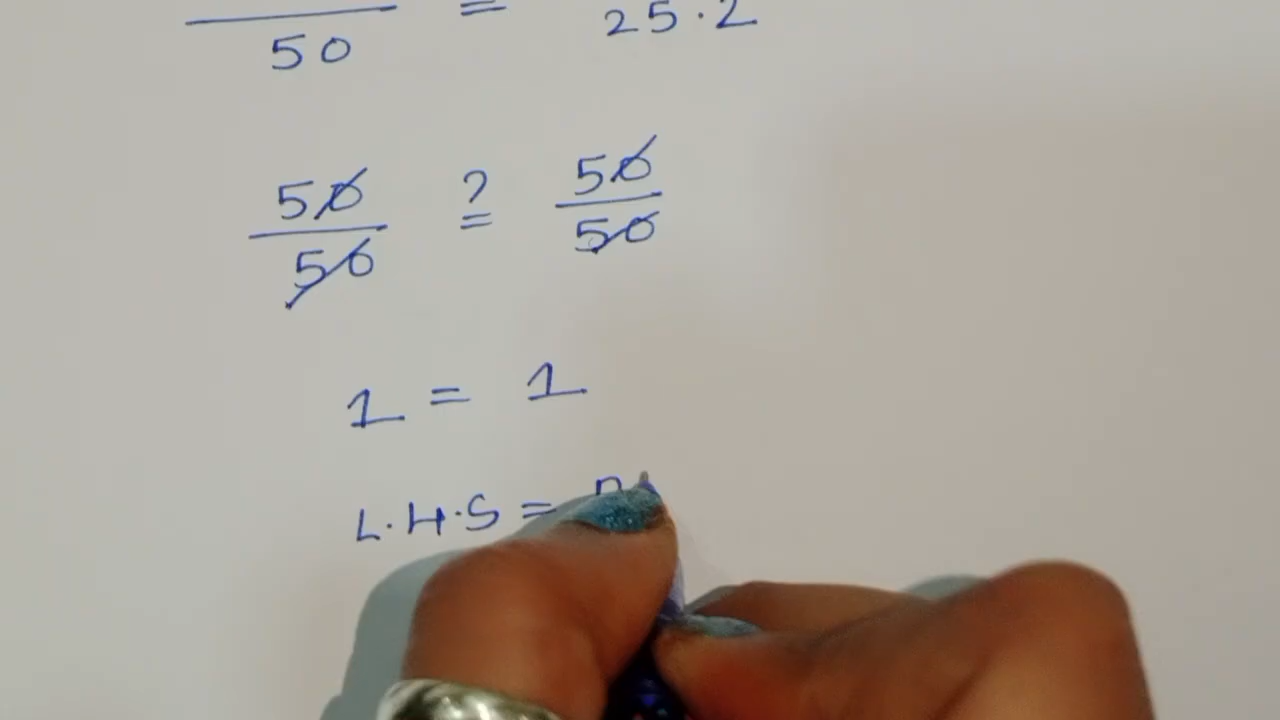 50 = 25.2
50/50 ?= 50/50
1 = 1
L.H.S =